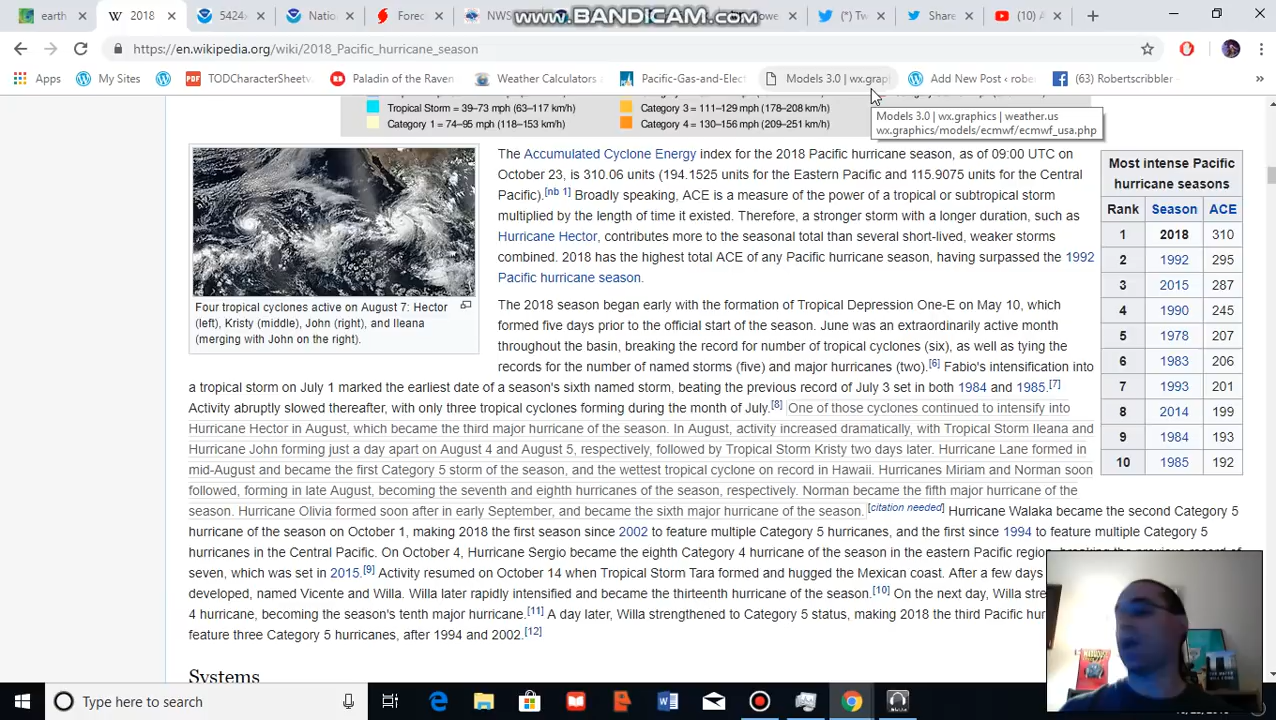 www.BANDICAM.com
earth
2018
5424x
Natio
Forec
NWS
owe
(*) Tw
Share
(10) A
https://en.wikipedia.org/wiki/2018_Pacific_hurricane_season
Apps
My Sites
TODCharacterSheetv
Paladin of the Raven
Weather Calculators
Pacific-Gas-and-Elect
Models 3.0 | wx.grap
Add New Post ‹ robe
(63) Robertscribbler -
Models 3.0 | wx.graphics | weather.us
wx.graphics/models/ecmwf/ecmwf_usa.php
Tropical Storm = 39–73 mph (63–117 km/h)
Category 3 = 111–129 mph (178–208 km/h)
Category 1 = 74–95 mph (118–153 km/h)
Category 4 = 130–156 mph (209–251 km/h)
Four tropical cyclones active on August 7: Hector
(left), Kristy (middle), John (right), and Ileana
(merging with John on the right).
The Accumulated Cyclone Energy index for the 2018 Pacific hurricane season, as of 09:00 UTC on
October 23, is 310.06 units (194.1525 units for the Eastern Pacific and 115.9075 units for the Central
Pacific).[nb 1] Broadly speaking, ACE is a measure of the power of a tropical or subtropical storm
multiplied by the length of time it existed. Therefore, a stronger storm with a longer duration, such as
Hurricane Hector, contributes more to the seasonal total than several short-lived, weaker storms
combined. 2018 has the highest total ACE of any Pacific hurricane season, having surpassed the 1992
Pacific hurricane season.
The 2018 season began early with the formation of Tropical Depression One-E on May 10, which
formed five days prior to the official start of the season. June was an extraordinarily active month
throughout the basin, breaking the record for number of tropical cyclones (six), as well as tying the
records for the number of named storms (five) and major hurricanes (two).[6] Fabio's intensification into
a tropical storm on July 1 marked the earliest date of a season's sixth named storm, beating the previous record of July 3 set in both 1984 and 1985.[7]
Activity abruptly slowed thereafter, with only three tropical cyclones forming during the month of July.[8] One of those cyclones continued to intensify into
Hurricane Hector in August, which became the third major hurricane of the season. In August, activity increased dramatically, with Tropical Storm Ileana and
Hurricane John forming just a day apart on August 4 and August 5, respectively, followed by Tropical Storm Kristy two days later. Hurricane Lane formed in
mid-August and became the first Category 5 storm of the season, and the wettest tropical cyclone on record in Hawaii. Hurricanes Miriam and Norman soon
followed, forming in late August, becoming the seventh and eighth hurricanes of the season, respectively. Norman became the fifth major hurricane of the
season. Hurricane Olivia formed soon after in early September, and became the sixth major hurricane of the season.[citation needed] Hurricane Walaka became the second Category 5
hurricane of the season on October 1, making 2018 the first season since 2002 to feature multiple Category 5 hurricanes, and the first since 1994 to feature multiple Category 5
hurricanes in the Central Pacific. On October 4, Hurricane Sergio became the eighth Category 4 hurricane of the season in the eastern Pacific region, breaking the previous record of
seven, which was set in 2015.[9] Activity resumed on October 14 when Tropical Storm Tara formed and hugged the Mexican coast. After a few days
developed, named Vicente and Willa. Willa later rapidly intensified and became the thirteenth hurricane of the season.[10] On the next day, Willa stre
4 hurricane, becoming the season's tenth major hurricane.[11] A day later, Willa strengthened to Category 5 status, making 2018 the third Pacific hurr
feature three Category 5 hurricanes, after 1994 and 2002.[12]
Most intense Pacific
hurricane seasons
Rank Season ACE
1 2018 310
2 1992 295
3 2015 287
4 1990 245
5 1978 207
6 1983 206
7 1993 201
8 2014 199
9 1984 193
10 1985 192
Systems
Type here to search